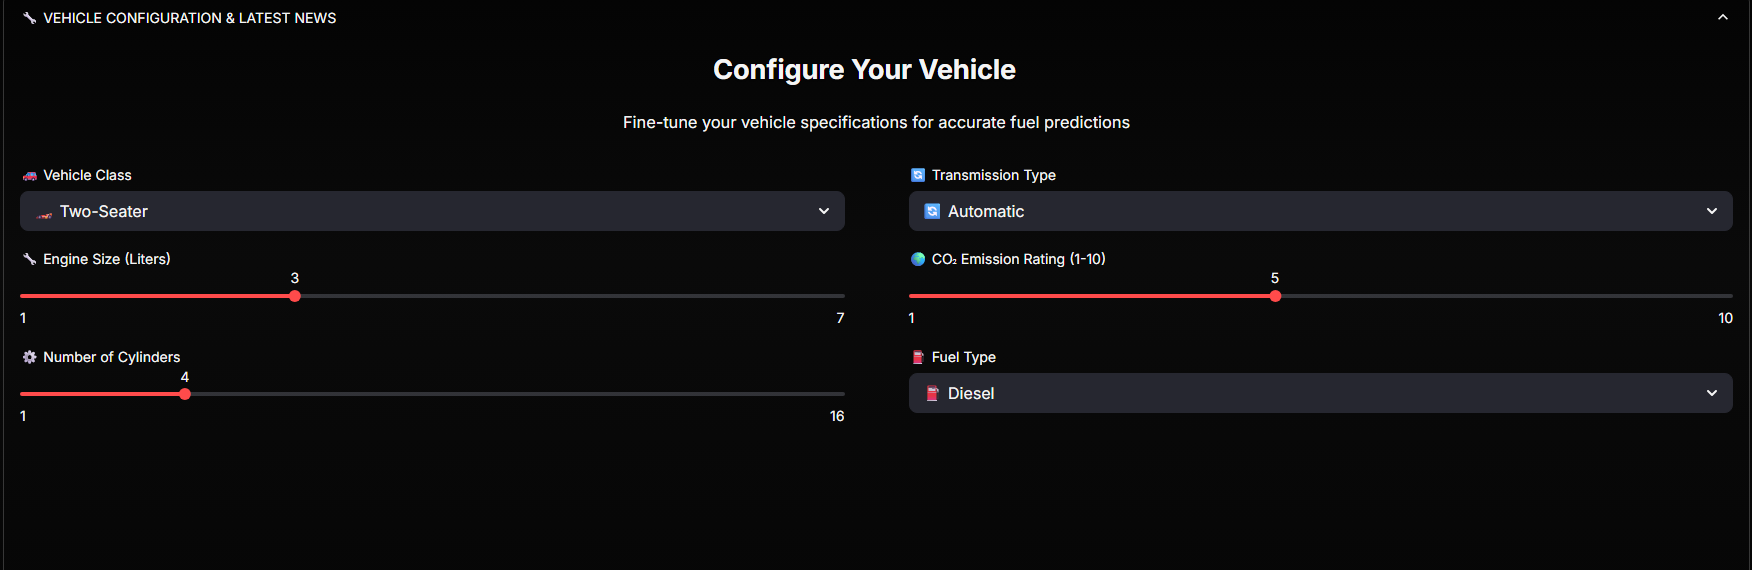 VEHICLE CONFIGURATION & LATEST NEWS
Configure Your Vehicle
Fine-tune your vehicle specifications for accurate fuel predictions
Vehicle Class
Two-Seater
Engine Size (Liters)
3
1 7
Number of Cylinders
4
1 16
Transmission Type
Automatic
CO₂ Emission Rating (1-10)
5
1 10
Fuel Type
Diesel